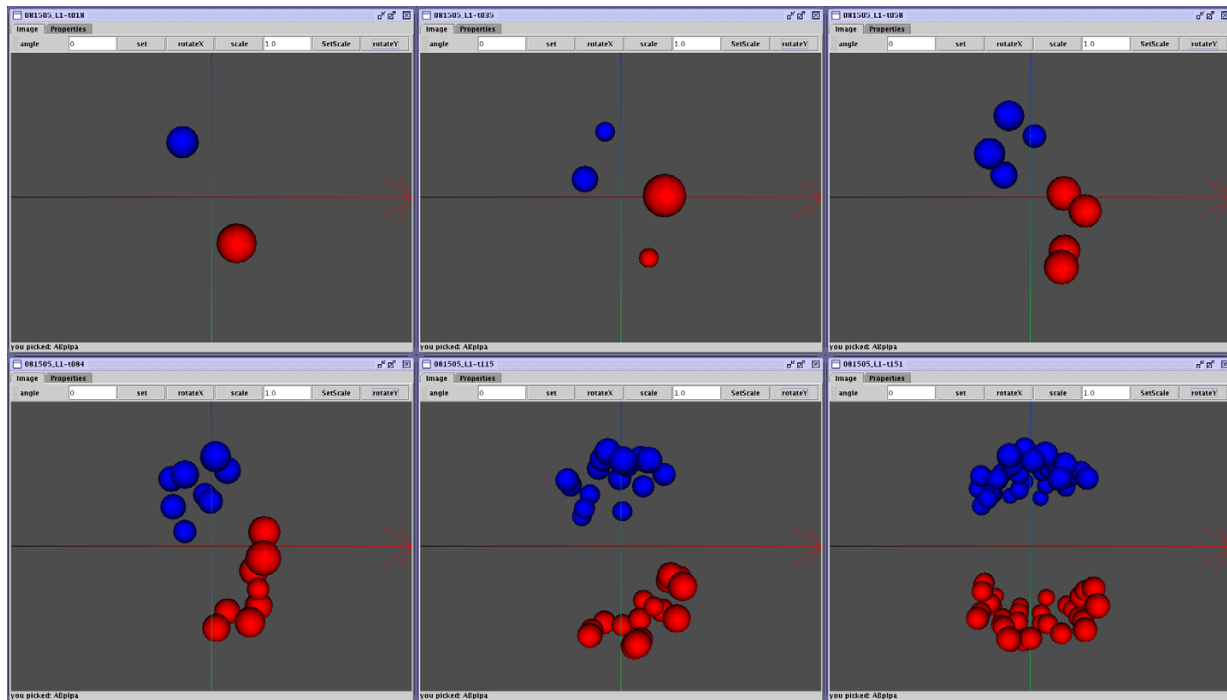 081505_L1-t018
Image Properties
angle 0 set rotateX scale 1.0 SetScale rotateY
you picked: ABplpa
081505_L1-t035
Image Properties
angle 0 set rotateX scale 1.0 SetScale rotateY
you picked: ABplpa
081505_L1-t058
Image Properties
angle 0 set rotateX scale 1.0 SetScale rotateY
you picked: ABplpa
081505_L1-t084
Image Properties
angle 0 set rotateX scale 1.0 SetScale rotateY
you picked: ABplpa
081505_L1-t115
Image Properties
angle 0 set rotateX scale 1.0 SetScale rotateY
you picked: ABplpa
081505_L1-t151
Image Properties
angle 0 set rotateX scale 1.0 SetScale rotateY
you picked: ABplpa